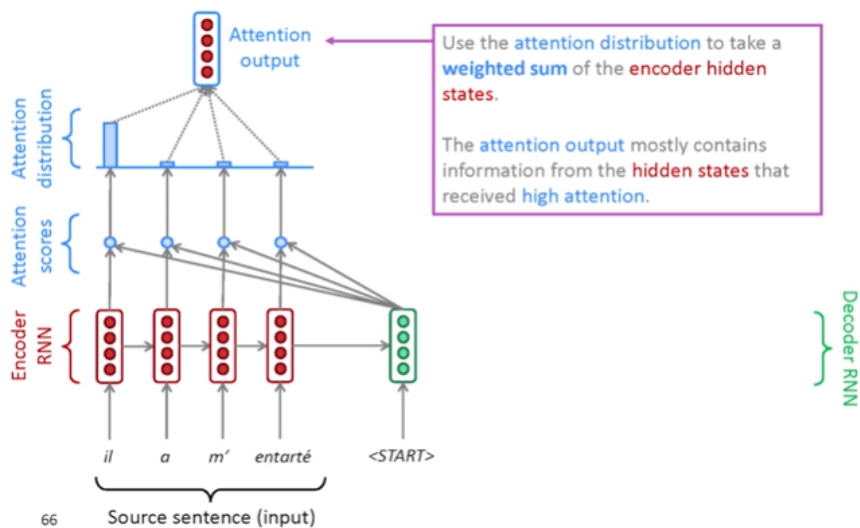 Attention
output
Use the attention distribution to take a
weighted sum of the encoder hidden
states.
The attention output mostly contains
information from the hidden states that
received high attention.
Attention
distribution
Attention
scores
Encoder
RNN
Decoder RNN
il a m' entarté <START>
Source sentence (input)
66